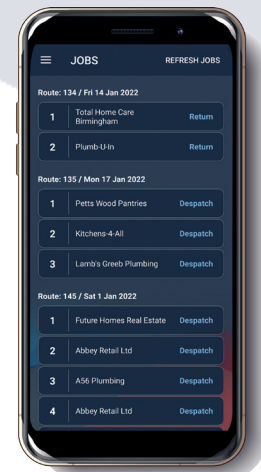 JOBS REFRESH JOBS
Route: 134 / Fri 14 Jan 2022
1 Total Home Care Birmingham Return
2 Plumb-U-In Return
Route: 135 / Mon 17 Jan 2022
1 Petts Wood Pantries Despatch
2 Kitchens-4-All Despatch
3 Lamb's Greeb Plumbing Despatch
Route: 145 / Sat 1 Jan 2022
1 Future Homes Real Estate Despatch
2 Abbey Retail Ltd Despatch
3 A56 Plumbing Despatch
4 Abbey Retail Ltd Despatch